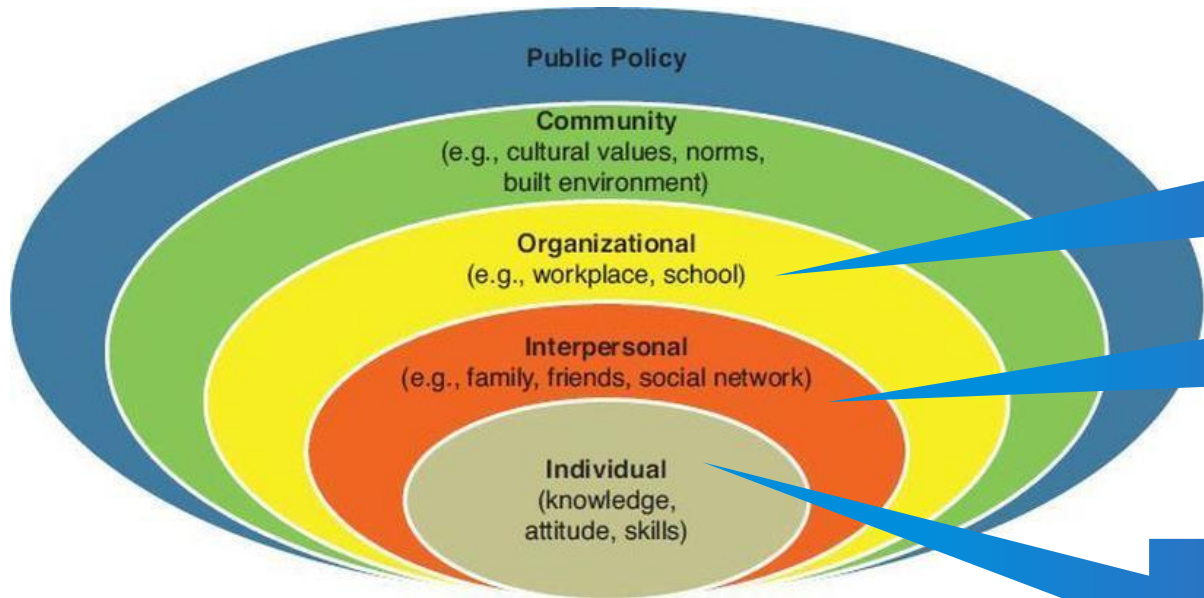 Public Policy
Community
(e.g., cultural values, norms,
built environment)
Organizational
(e.g., workplace, school)
Interpersonal
(e.g., family, friends, social network)
Individual
(knowledge,
attitude, skills)